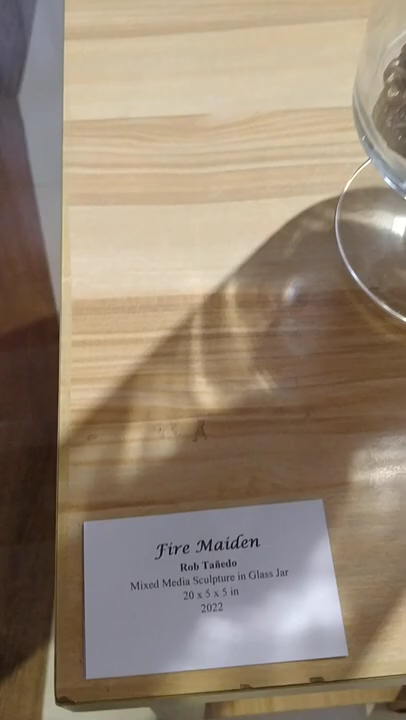 Fire Maiden
Rob Tañedo
Mixed Media Sculpture in Glass Jar
20 x 5 x 5 in
2022